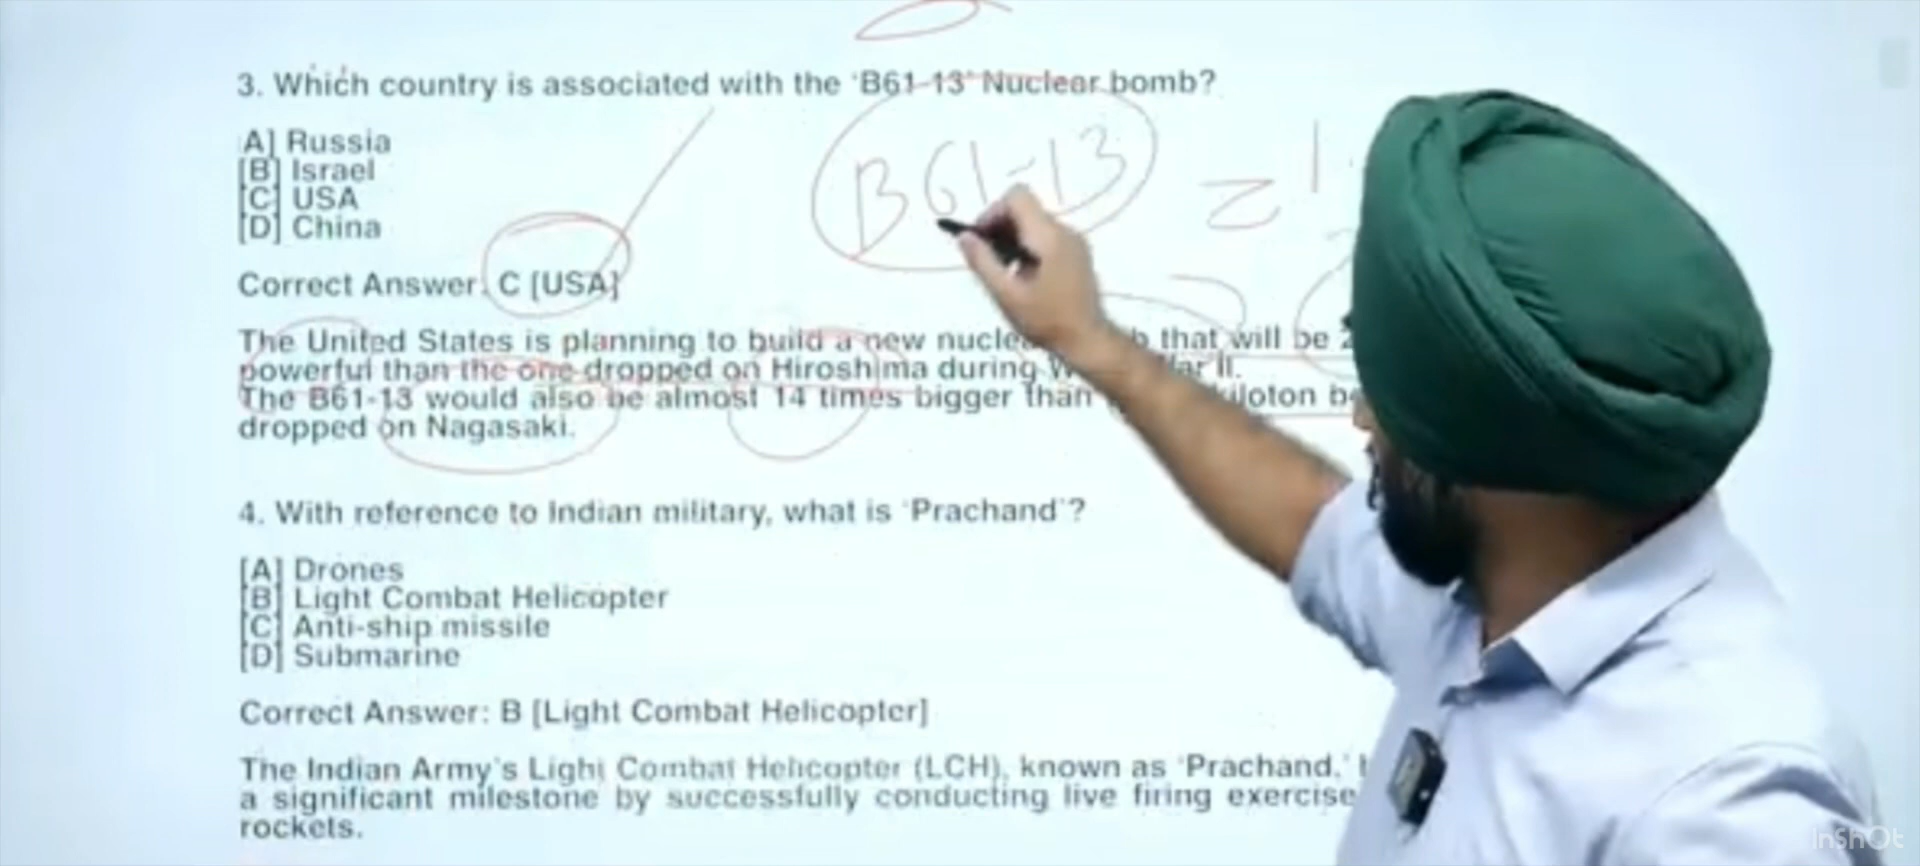 3. Which country is associated with the 'B61-13' Nuclear bomb?
A] Russia
[B] Israel
[C] USA
[D] China
B61-13
Correct Answer: C [USA]
The United States is planning to build a new that will be
powerful than the one dropped on Hiroshima during War II.
The B61-13 would also be almost 14 times bigger than
dropped on Nagasaki.
4. With reference to Indian military, what is 'Prachand'?
[A] Drones
[B] Light Combat Helicopter
[C] Anti-ship missile
[D] Submarine
Correct Answer: B [Light Combat Helicopter]
The Indian Army's Light Combat Helicopter (LCH), known as 'Prachand,'
a significant milestone by successfully conducting live firing exercise
rockets.
InShOt